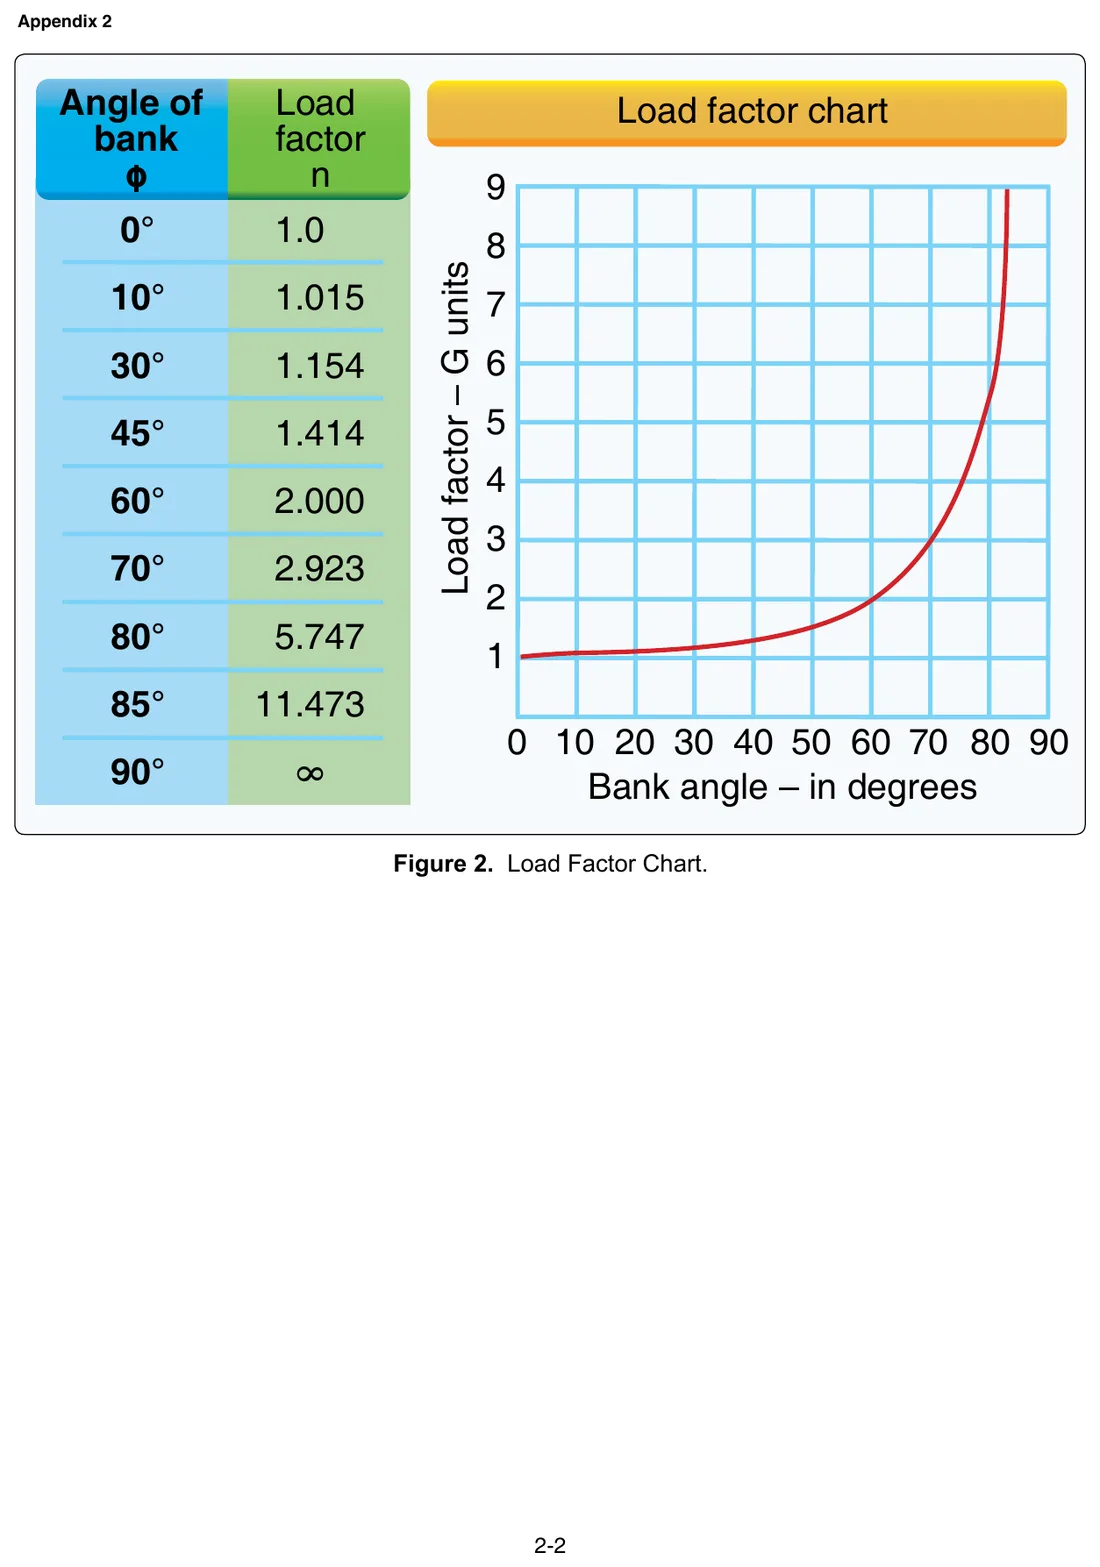 Appendix 2
Angle of bank ϕ
Load factor n
0° 1.0
10° 1.015
30° 1.154
45° 1.414
60° 2.000
70° 2.923
80° 5.747
85° 11.473
90° ∞
Load factor chart
Load factor – G units
9
8
7
6
5
4
3
2
1
0 10 20 30 40 50 60 70 80 90
Bank angle – in degrees
Figure 2. Load Factor Chart.
2-2